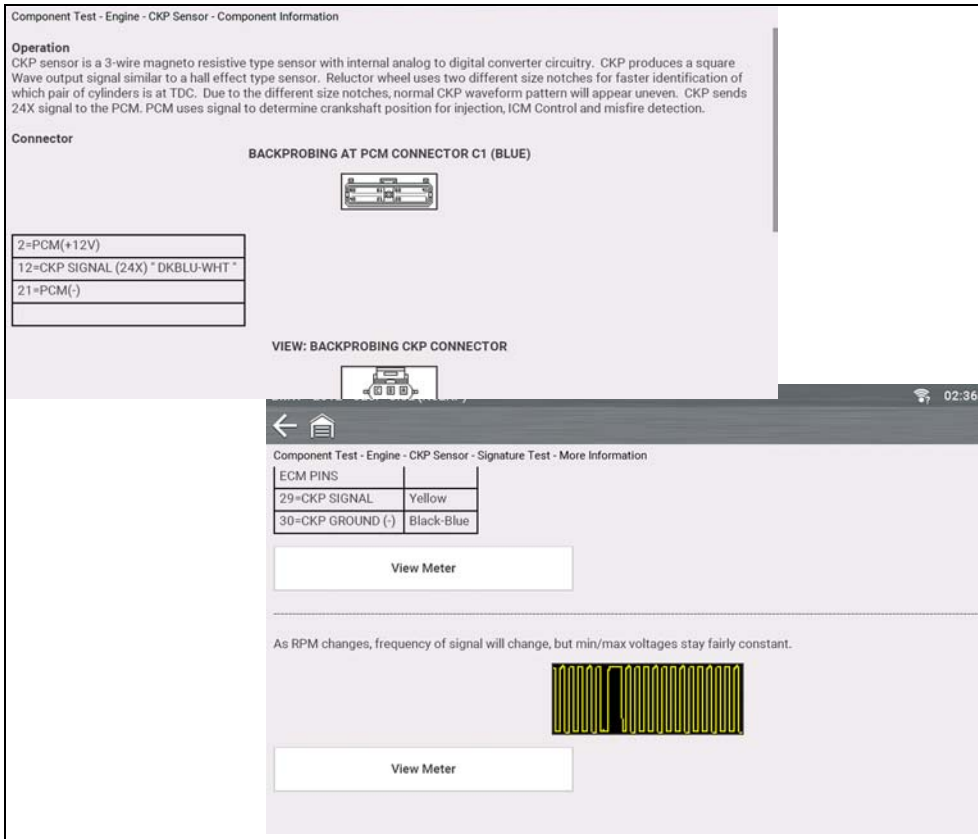 Component Test - Engine - CKP Sensor - Component Information
Operation
CKP sensor is a 3-wire magneto resistive type sensor with internal analog to digital converter circuitry. CKP produces a square
Wave output signal similar to a hall effect type sensor. Reluctor wheel uses two different size notches for faster identification of
which pair of cylinders is at TDC. Due to the different size notches, normal CKP waveform pattern will appear uneven. CKP sends
24X signal to the PCM. PCM uses signal to determine crankshaft position for injection, ICM Control and misfire detection.
Connector
BACKPROBING AT PCM CONNECTOR C1 (BLUE)
2=PCM(+12V)
12=CKP SIGNAL (24X) " DKBLU-WHT "
21=PCM(-)
VIEW: BACKPROBING CKP CONNECTOR
C B A
02:36
Component Test - Engine - CKP Sensor - Signature Test - More Information
ECM PINS
29=CKP SIGNAL Yellow
30=CKP GROUND (-) Black-Blue
View Meter
As RPM changes, frequency of signal will change, but min/max voltages stay fairly constant.
View Meter